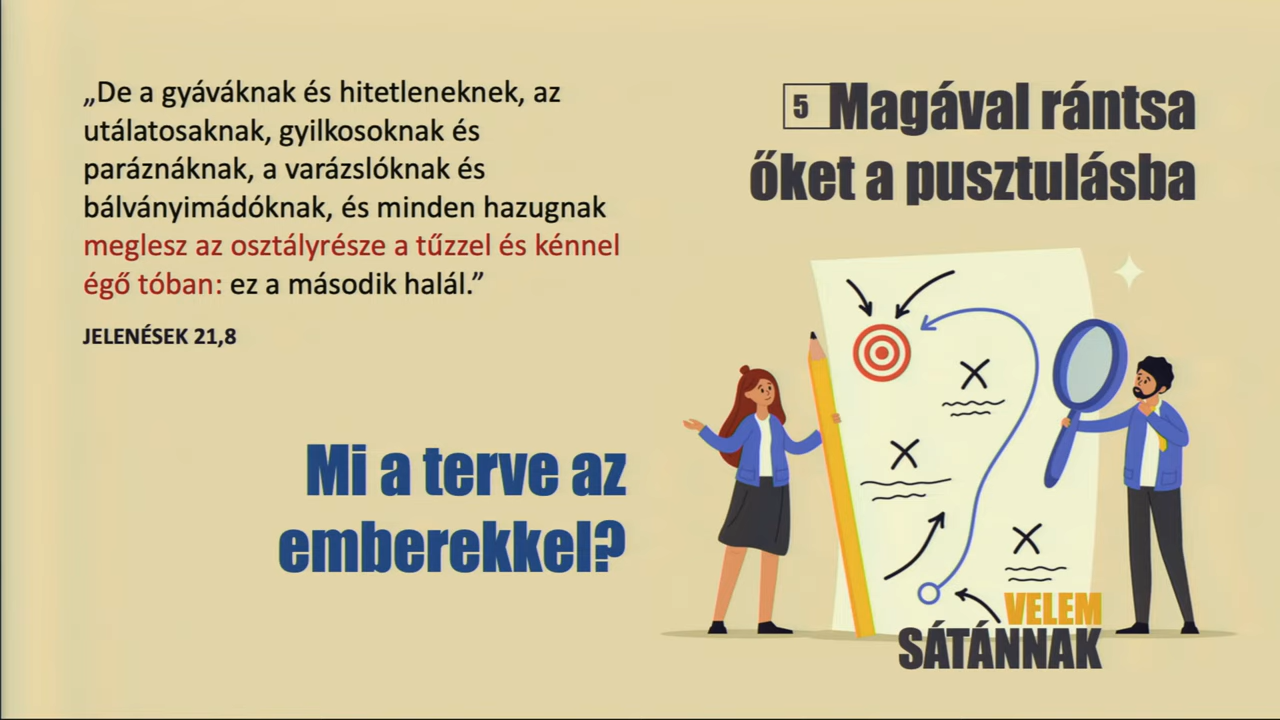 „De a gyáváknak és hitetleneknek, az
utálatosaknak, gyilkosoknak és
paráznáknak, a varázslóknak és
bálványimádóknak, és minden hazugnak
meglesz az osztályrésze a tűzzel és kénnel
égő tóban: ez a második halál.”
JELENÉSEK 21,8
Mi a terve az
emberekkel?
5 Magával rántsa
őket a pusztulásba
VELEM
SÁTÁNNAK